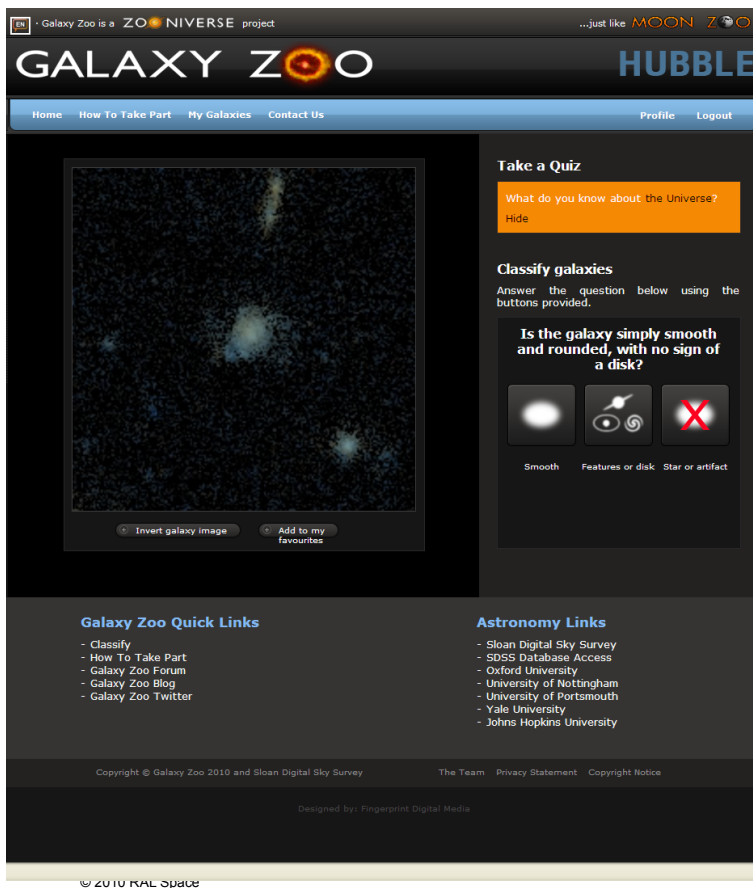 EN · Galaxy Zoo is a ZOONIVERSE project
...just like MOON ZOO
GALAXY ZOO
HUBBLE
Home How To Take Part My Galaxies Contact Us
Profile Logout
Take a Quiz
What do you know about the Universe?
Hide
Classify galaxies
Answer the question below using the
buttons provided.
Is the galaxy simply smooth
and rounded, with no sign of
a disk?
X
Smooth Features or disk Star or artifact
Invert galaxy image
Add to my
favourites
Galaxy Zoo Quick Links
- Classify
- How To Take Part
- Galaxy Zoo Forum
- Galaxy Zoo Blog
- Galaxy Zoo Twitter
Astronomy Links
- Sloan Digital Sky Survey
- SDSS Database Access
- Oxford University
- University of Nottingham
- University of Portsmouth
- Yale University
- Johns Hopkins University
Copyright © Galaxy Zoo 2010 and Sloan Digital Sky Survey
The Team Privacy Statement Copyright Notice
Designed by: Fingerprint Digital Media
© 2010 RAL Space